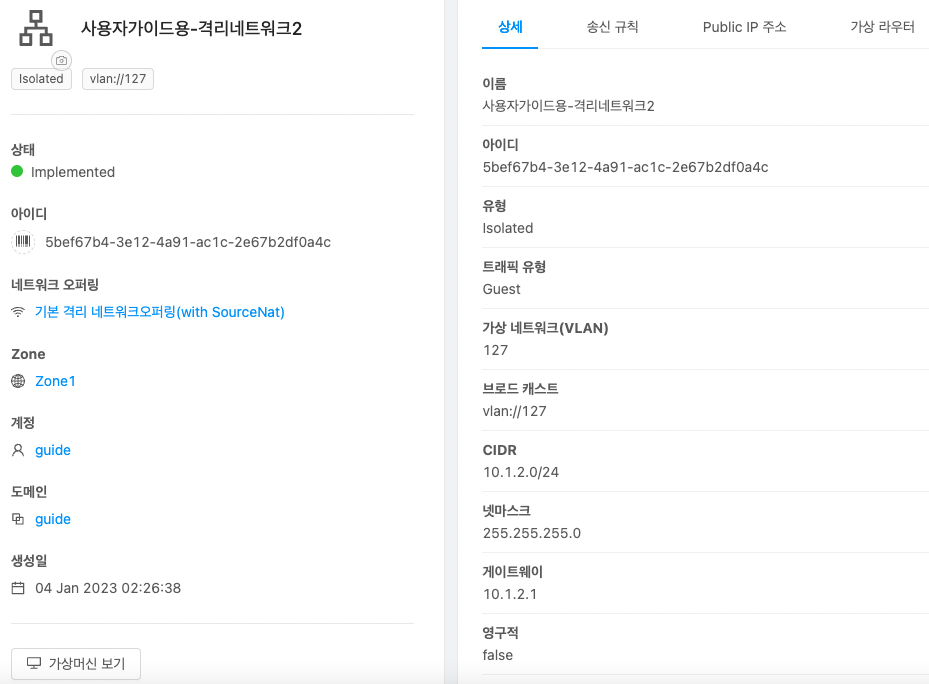 사용자가이드용-격리네트워크2
Isolated
vlan://127
상태
Implemented
아이디
5bef67b4-3e12-4a91-ac1c-2e67b2df0a4c
네트워크 오퍼링
기본 격리 네트워크오퍼링(with SourceNat)
Zone
Zone1
계정
guide
도메인
guide
생성일
04 Jan 2023 02:26:38
가상머신 보기
상세
송신 규칙
Public IP 주소
가상 라우터
이름
사용자가이드용-격리네트워크2
아이디
5bef67b4-3e12-4a91-ac1c-2e67b2df0a4c
유형
Isolated
트래픽 유형
Guest
가상 네트워크(VLAN)
127
브로드 캐스트
vlan://127
CIDR
10.1.2.0/24
넷마스크
255.255.255.0
게이트웨이
10.1.2.1
영구적
false